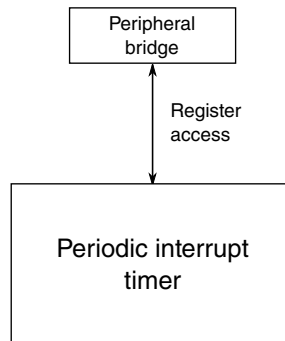 Peripheral
bridge
Register
access
Periodic interrupt
timer